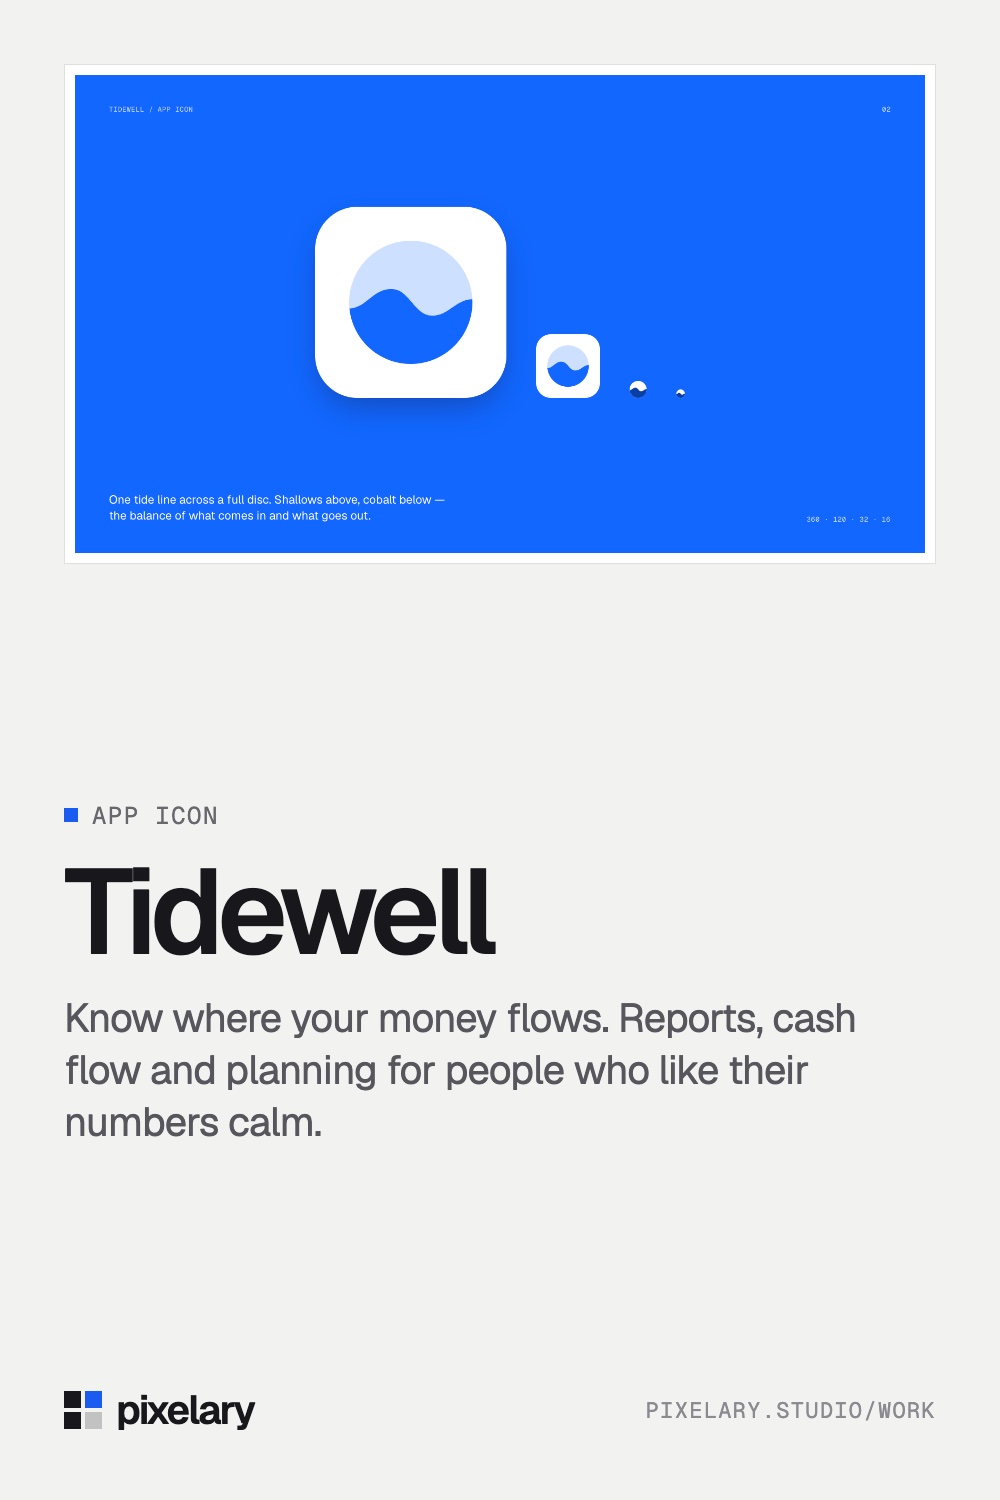 TIDEWELL / APP ICON
02
One tide line across a full disc. Shallows above, cobalt below —
the balance of what comes in and what goes out.
360 · 120 · 32 · 16
APP ICON
Tidewell
Know where your money flows. Reports, cash
flow and planning for people who like their
numbers calm.
pixelary
PIXELARY.STUDIO/WORK